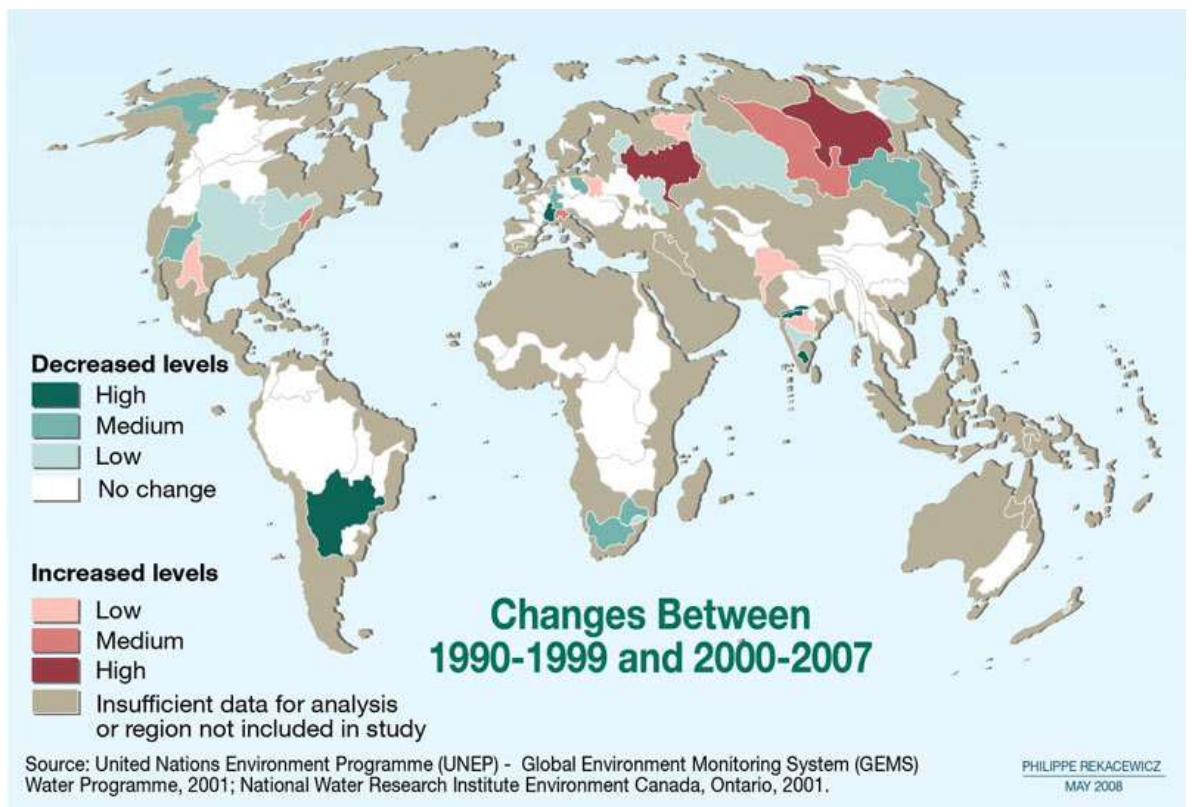 Decreased levels
High
Medium
Low
No change
Increased levels
Low
Medium
High
Insufficient data for analysis
or region not included in study
Changes Between
1990-1999 and 2000-2007
Source: United Nations Environment Programme (UNEP) - Global Environment Monitoring System (GEMS)
Water Programme, 2001; National Water Research Institute Environment Canada, Ontario, 2001.
PHILIPPE REKACEWICZ
MAY 2008